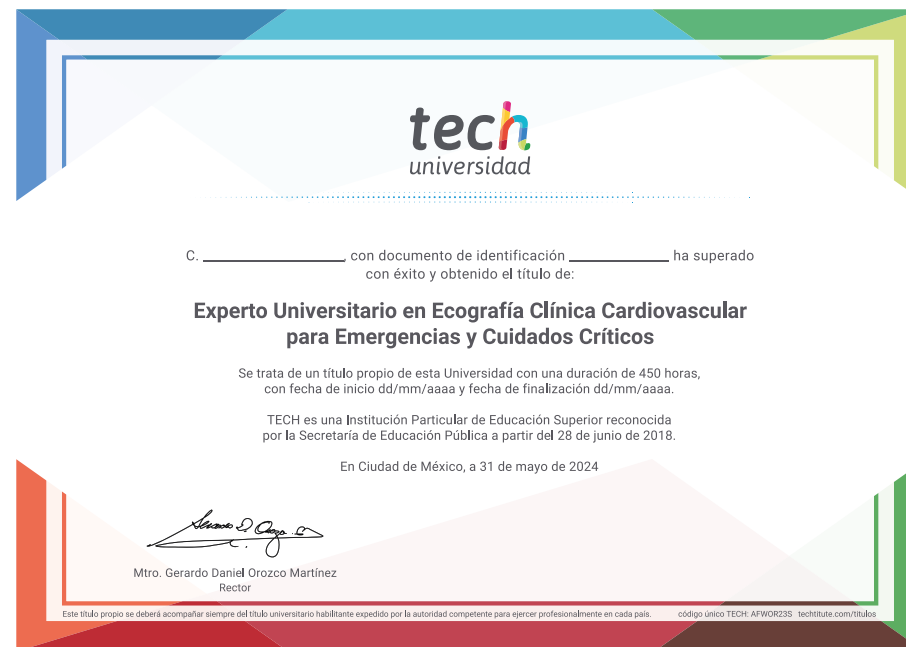 tech
universidad
C. ____________________, con documento de identificación ______________ ha superado
con éxito y obtenido el título de:
Experto Universitario en Ecografía Clínica Cardiovascular
para Emergencias y Cuidados Críticos
Se trata de un título propio de esta Universidad con una duración de 450 horas,
con fecha de inicio dd/mm/aaaa y fecha de finalización dd/mm/aaaa.
TECH es una Institución Particular de Educación Superior reconocida
por la Secretaría de Educación Pública a partir del 28 de junio de 2018.
En Ciudad de México, a 31 de mayo de 2024
Mtro. Gerardo Daniel Orozco Martínez
Rector
Este título propio se deberá acompañar siempre del título universitario habilitante expedido por la autoridad competente para ejercer profesionalmente en cada país. código único TECH: AFWOR23S techtitute.com/titulos